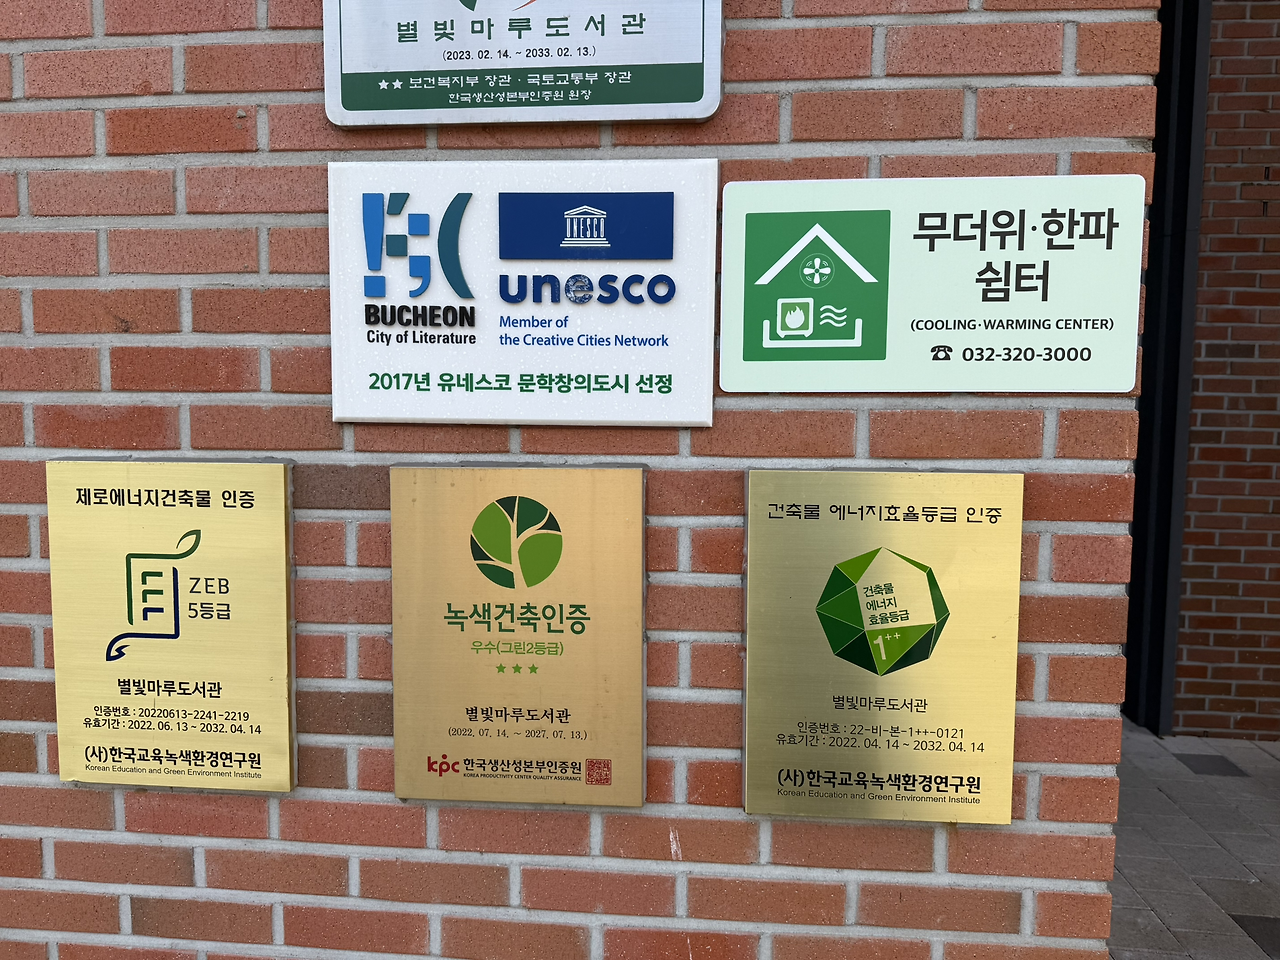 별빛마루도서관
(2023. 02. 14. ~ 2033. 02. 13.)
★★ 보건복지부 장관 · 국토교통부 장관
한국생산성본부인증원 원장
BUCHEON
City of Literature
UNESCO
unesco
Member of
the Creative Cities Network
2017년 유네스코 문학창의도시 선정
무더위·한파
쉼터
(COOLING·WARMING CENTER)
☎ 032-320-3000
제로에너지건축물 인증
ZEB
5등급
별빛마루도서관
인증번호 : 20220613-2241-2219
유효기간 : 2022. 06. 13 ~ 2032. 04. 14
(사)한국교육녹색환경연구원
Korean Education and Green Environment Institute
녹색건축인증
우수(그린2등급)
★★★
별빛마루도서관
(2022. 07. 14. ~ 2027. 07. 13.)
kpc 한국생산성본부인증원
KOREA PRODUCTIVITY CENTER QUALITY ASSURANCE
건축물 에너지효율등급 인증
건축물
에너지
효율등급
1++
별빛마루도서관
인증번호 : 22-비-본-1++-0121
유효기간 : 2022. 04. 14 ~ 2032. 04. 14
(사)한국교육녹색환경연구원
Korean Education and Green Environment Institute